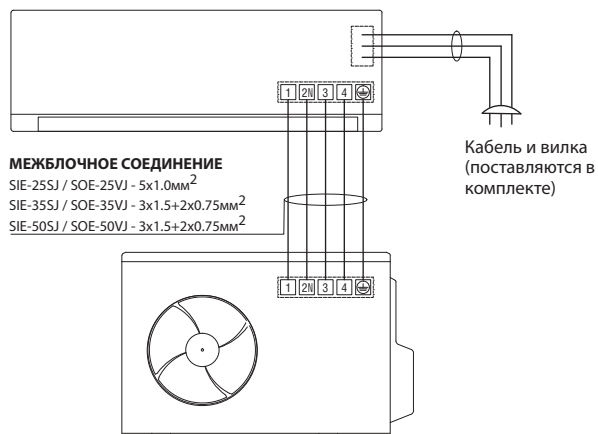 1 2N 3 4
Кабель и вилка
(поставляются в
комплекте)
МЕЖБЛОЧНОЕ СОЕДИНЕНИЕ
SIE-25SJ / SOE-25VJ - 5x1.0мм2
SIE-35SJ / SOE-35VJ - 3x1.5+2x0.75мм2
SIE-50SJ / SOE-50VJ - 3x1.5+2x0.75мм2
1 2N 3 4